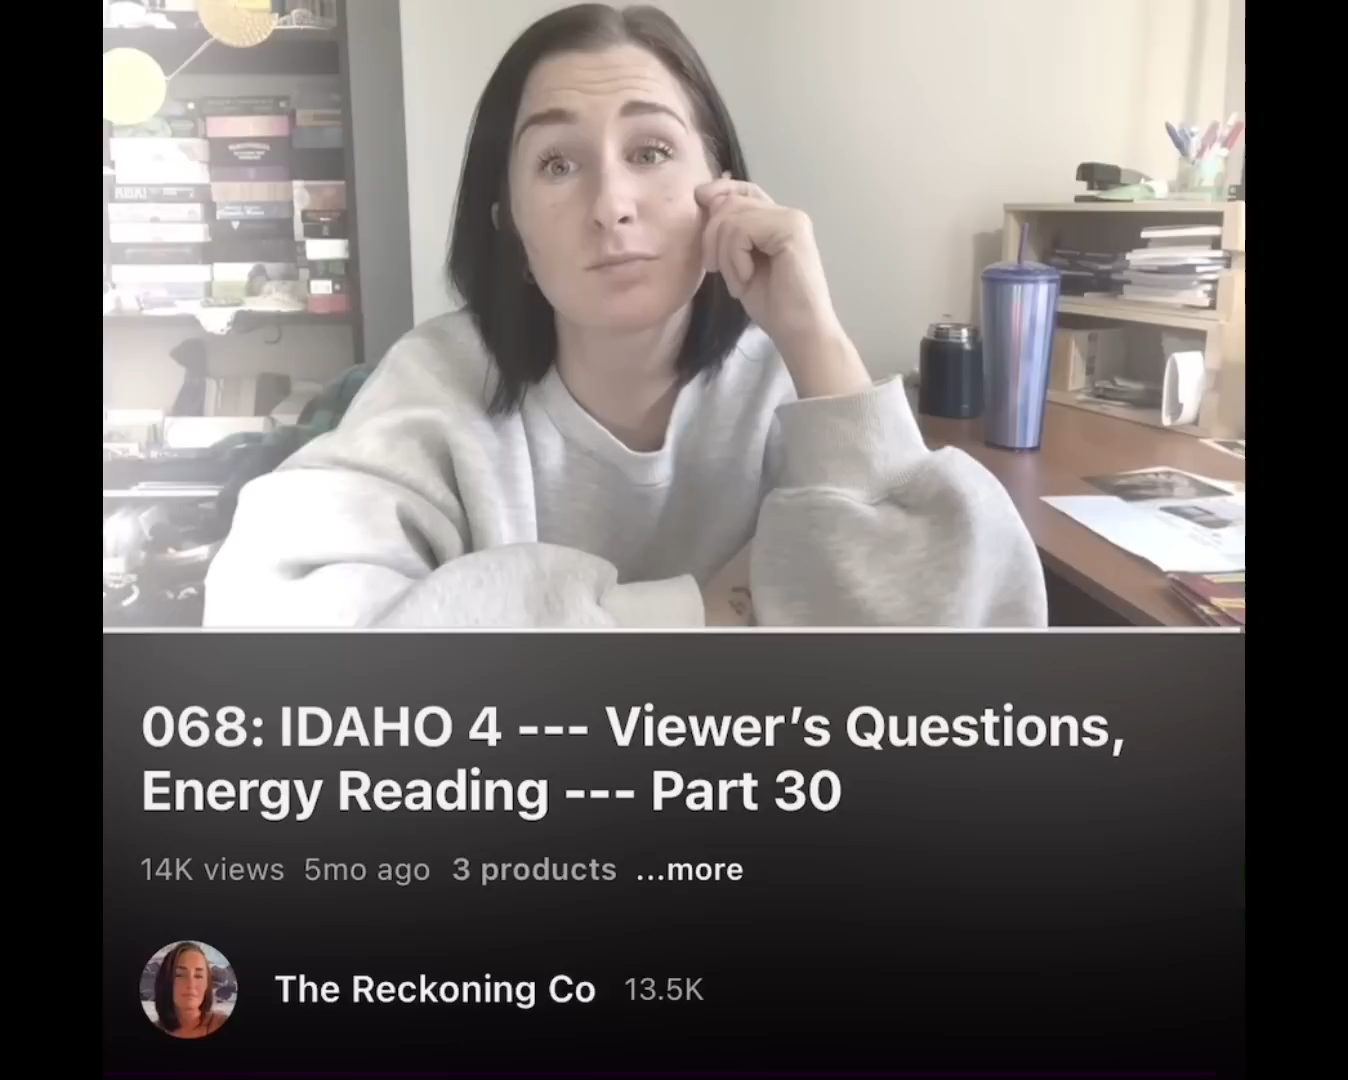 068: IDAHO 4 --- Viewer's Questions,
Energy Reading --- Part 30
14K views 5mo ago 3 products ...more
The Reckoning Co 13.5K